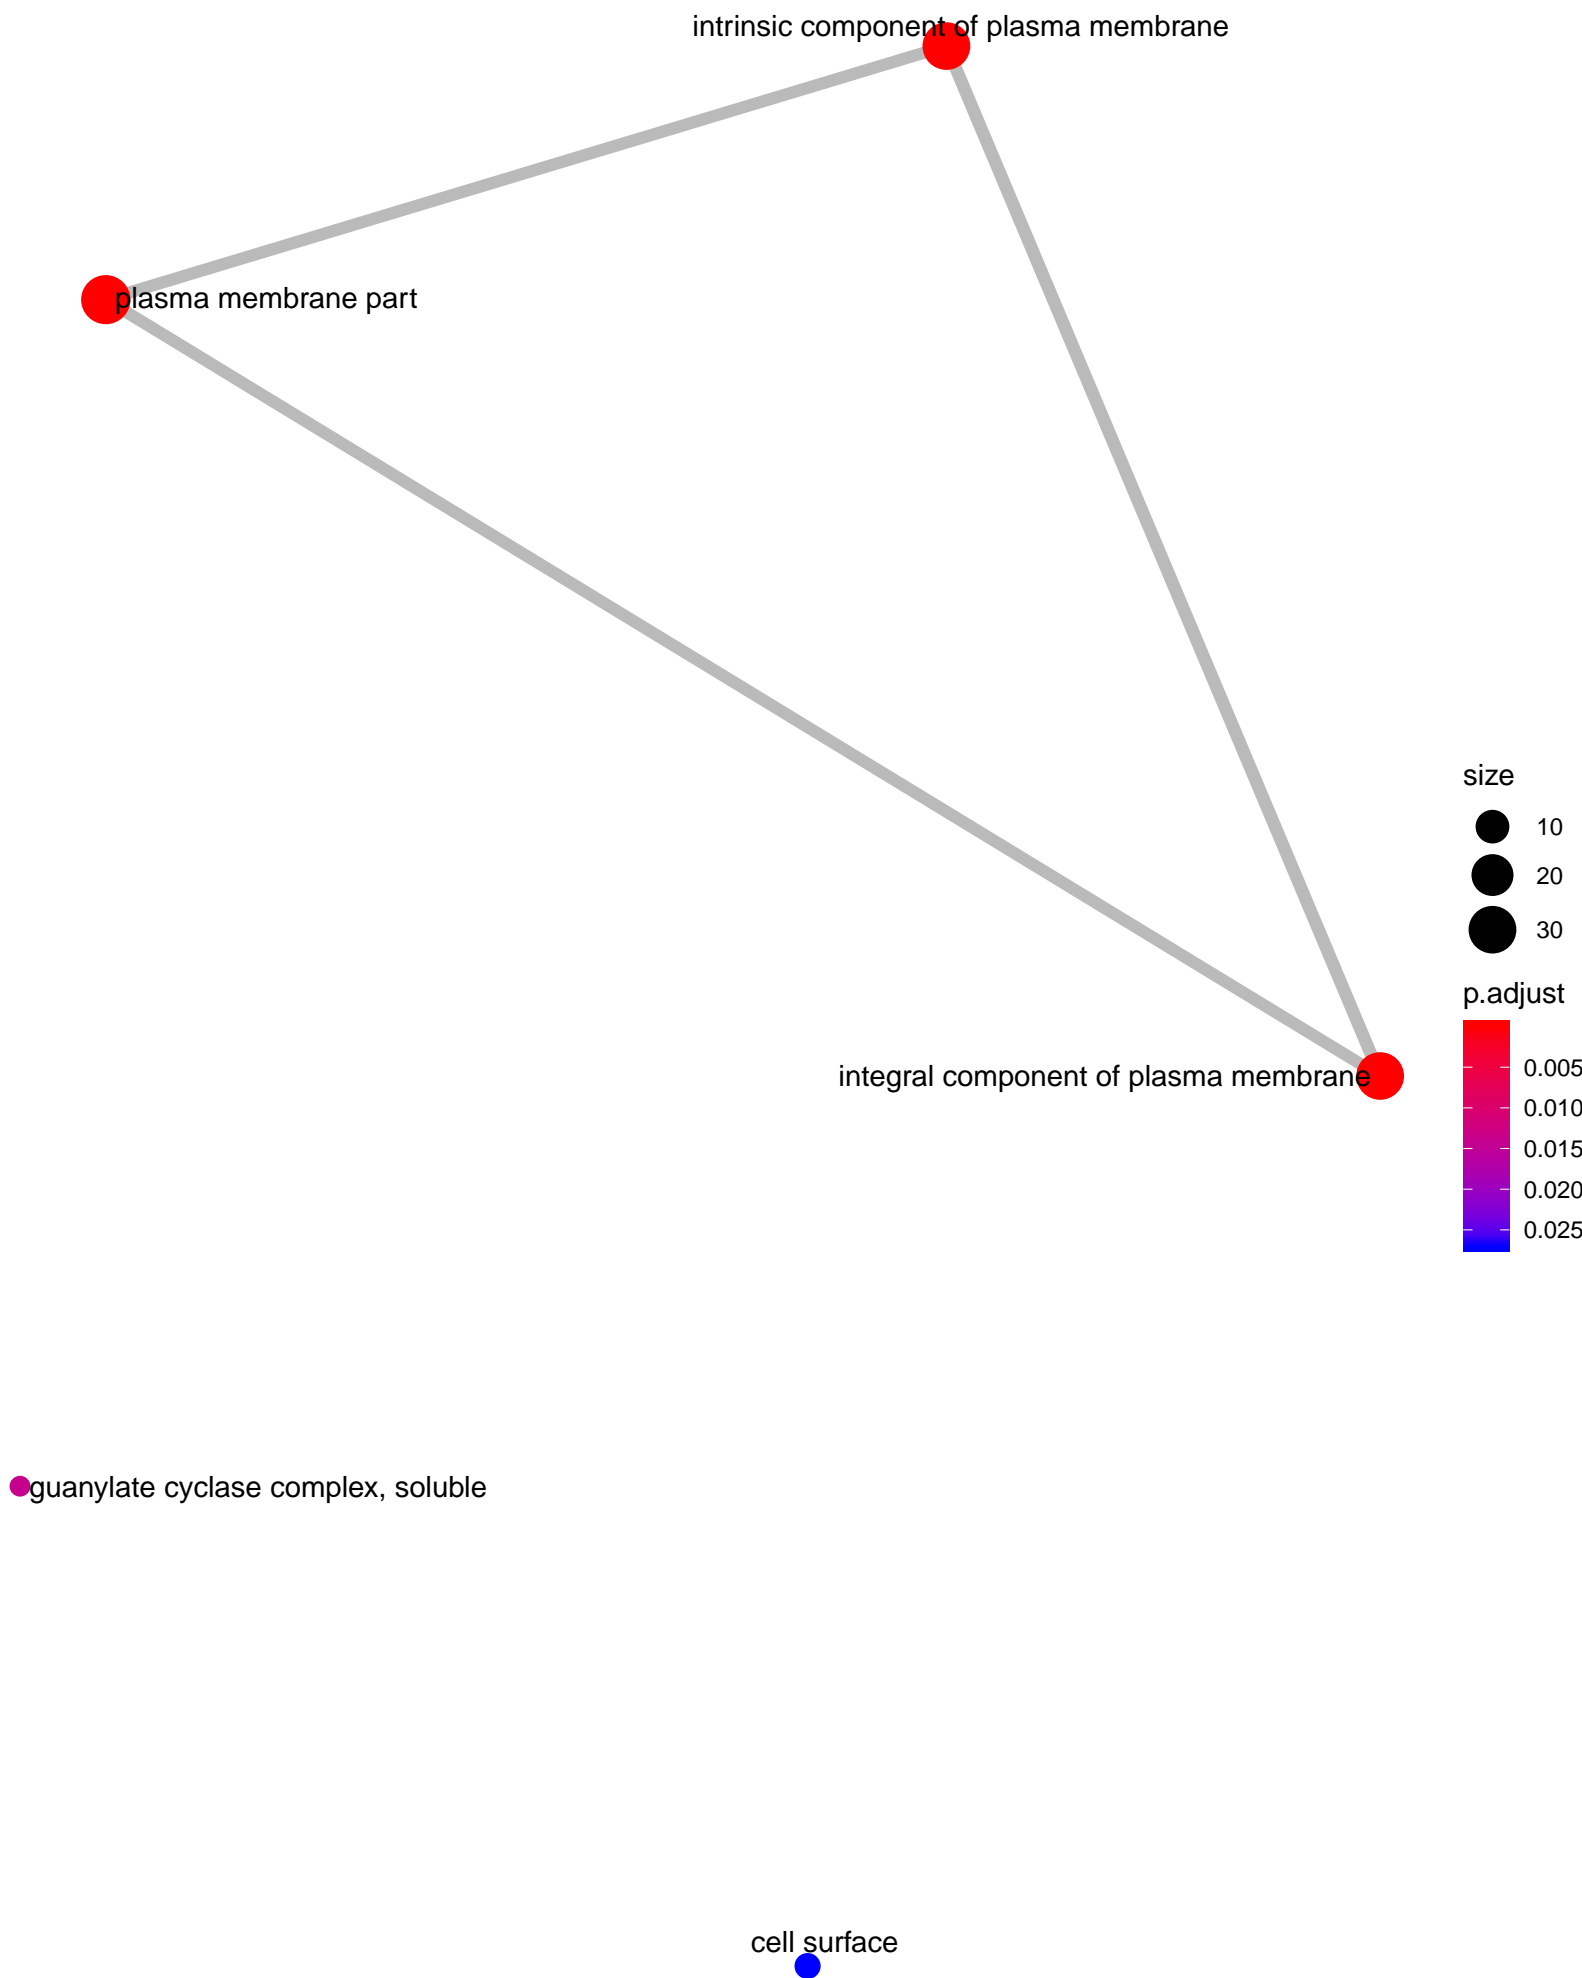 intrinsic component of plasma membrane
plasma membrane part
size
10
20
30
p.adjust
0.005
0.010
0.015
0.020
0.025
integral component of plasma membrane
guanylate cyclase complex, soluble
cell surface